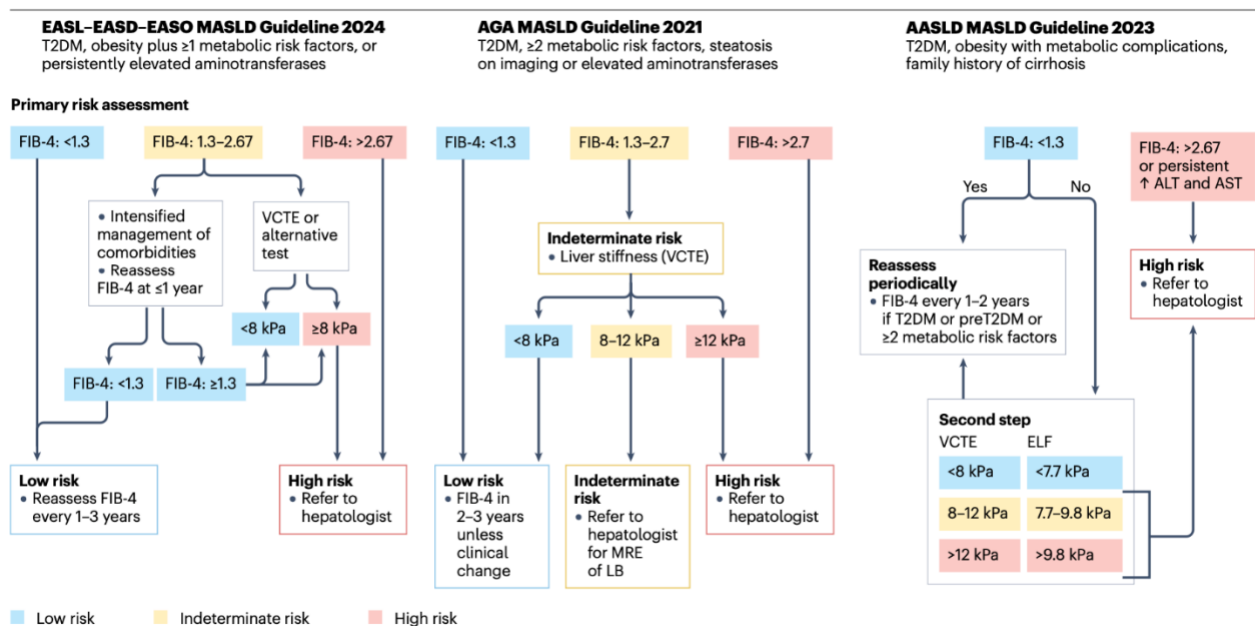 EASL–EASD–EASO MASLD Guideline 2024
T2DM, obesity plus ≥1 metabolic risk factors, or
persistently elevated aminotransferases
AGA MASLD Guideline 2021
T2DM, ≥2 metabolic risk factors, steatosis
on imaging or elevated aminotransferases
AASLD MASLD Guideline 2023
T2DM, obesity with metabolic complications,
family history of cirrhosis
Primary risk assessment
FIB-4: <1.3
FIB-4: 1.3–2.67
FIB-4: >2.67
• Intensified
management of
comorbidities
• Reassess
FIB-4 at ≤1 year
VCTE or
alternative
test
<8 kPa
≥8 kPa
FIB-4: <1.3
FIB-4: ≥1.3
Low risk
• Reassess FIB-4
every 1–3 years
High risk
• Refer to
hepatologist
FIB-4: <1.3
FIB-4: 1.3–2.7
FIB-4: >2.7
Indeterminate risk
• Liver stiffness (VCTE)
<8 kPa
8–12 kPa
≥12 kPa
Low risk
• FIB-4 in
2–3 years
unless
clinical
change
Indeterminate
risk
• Refer to
hepatologist
for MRE
of LB
High risk
• Refer to
hepatologist
FIB-4: <1.3
FIB-4: >2.67
or persistent
↑ ALT and AST
Yes
No
Reassess
periodically
• FIB-4 every 1–2 years
if T2DM or preT2DM or
≥2 metabolic risk factors
High risk
• Refer to
hepatologist
Second step
VCTE ELF
<8 kPa <7.7 kPa
8–12 kPa 7.7–9.8 kPa
>12 kPa >9.8 kPa
Low risk
Indeterminate risk
High risk